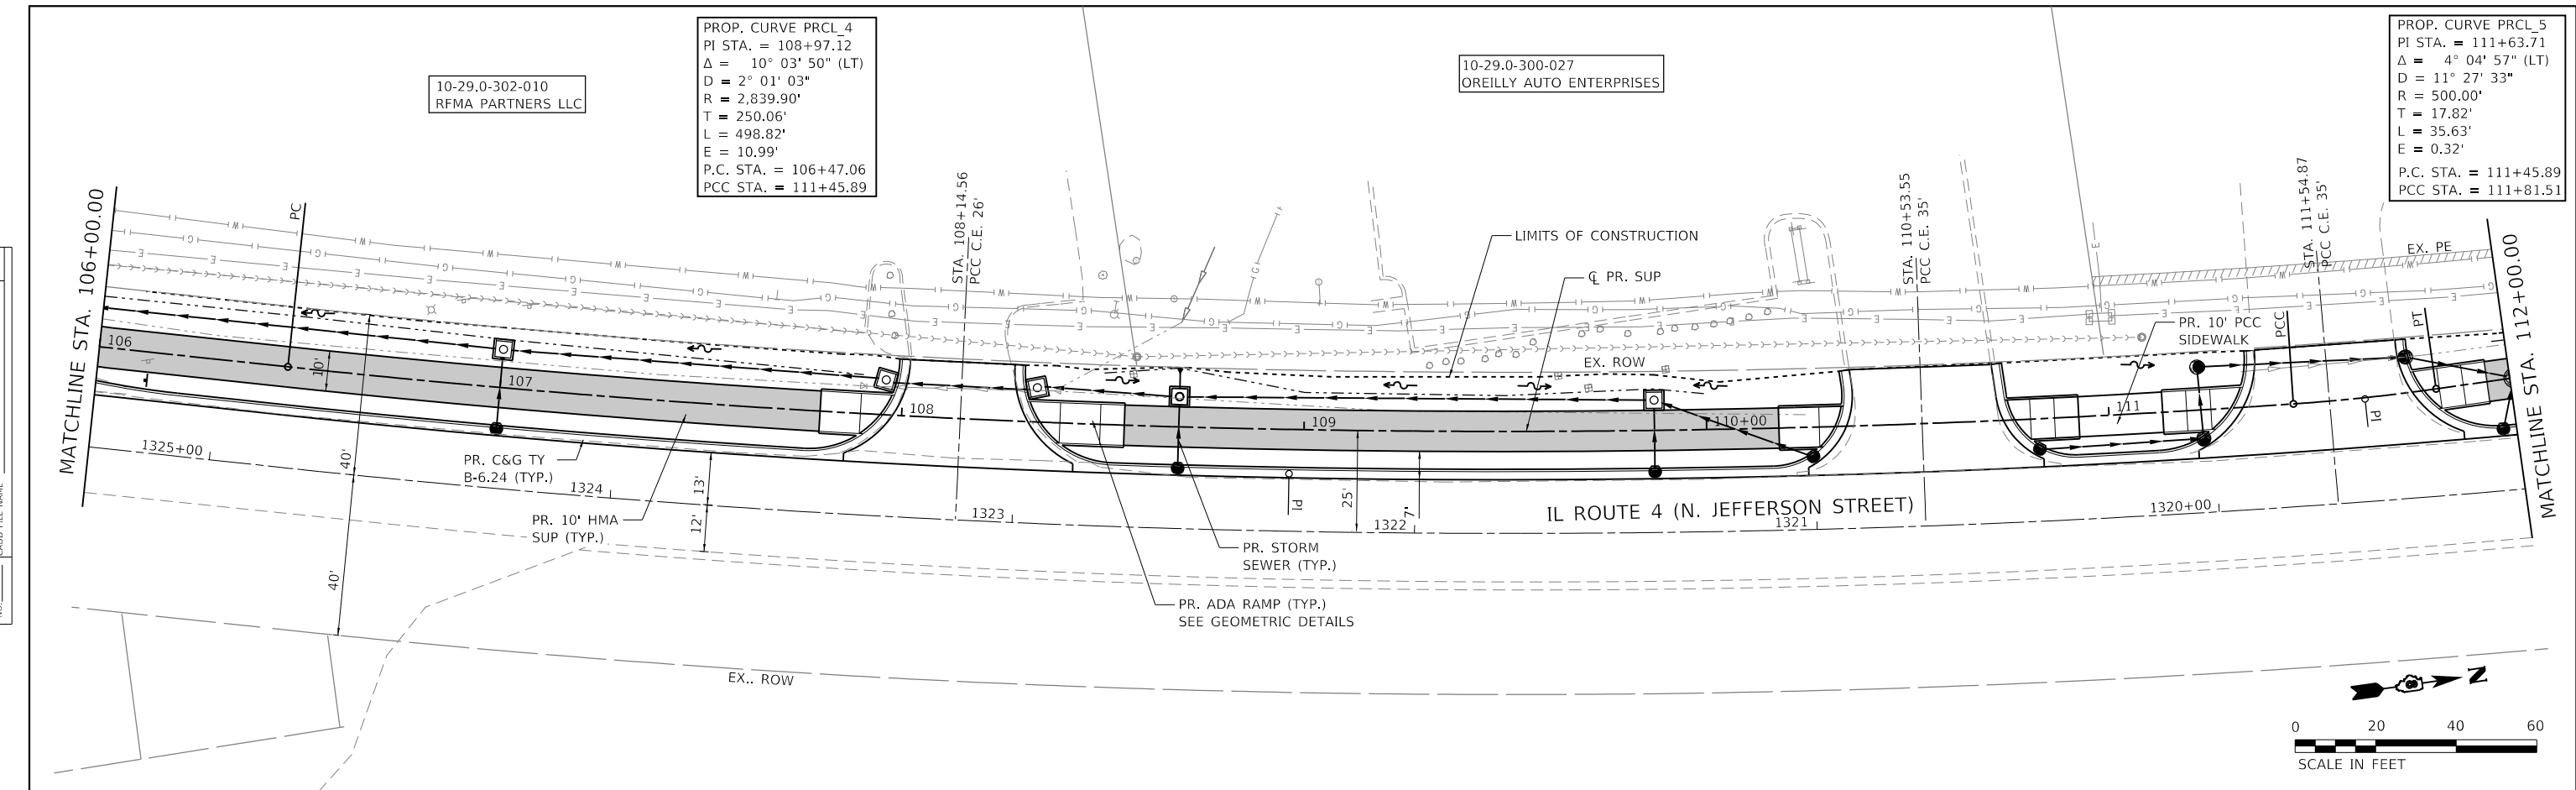 PROP. CURVE PRCL_4
PI STA. = 108+97.12
Δ = 10° 03' 50" (LT)
D = 2° 01' 03"
R = 2,839.90'
T = 250.06'
L = 498.82'
E = 10.99'
P.C. STA. = 106+47.06
PCC STA. = 111+45.89
10-29.0-302-010
RFMA PARTNERS LLC
10-29.0-300-027
OREILLY AUTO ENTERPRISES
PROP. CURVE PRCL_5
PI STA. = 111+63.71
Δ = 4° 04' 57" (LT)
D = 11° 27' 33"
R = 500.00'
T = 17.82'
L = 35.63'
E = 0.32'
P.C. STA. = 111+45.89
PCC STA. = 111+81.51
MATCHLINE STA. 106+00.00
PC
STA. 108+14.56
PCC C.E. 26'
LIMITS OF CONSTRUCTION
℄ PR. SUP
STA. 110+53.55
PCC C.E. 35'
STA. 111+54.87
PCC C.E. 35'
EX. PE
MATCHLINE STA. 112+00.00
PR. 10' PCC
SIDEWALK
PCC
PT
PI
EX. ROW
106
10'
107
108
109
110+00
111
1325+00
40'
PR. C&G TY
B-6.24 (TYP.)
1324
13'
12'
PR. 10' HMA
SUP (TYP.)
1323
PI
25'
7'
1322
IL ROUTE 4 (N. JEFFERSON STREET)
1321
1320+00
PR. STORM
SEWER (TYP.)
40'
PR. ADA RAMP (TYP.)
SEE GEOMETRIC DETAILS
EX.. ROW
N
0 20 40 60
SCALE IN FEET
CADD FILE NAME